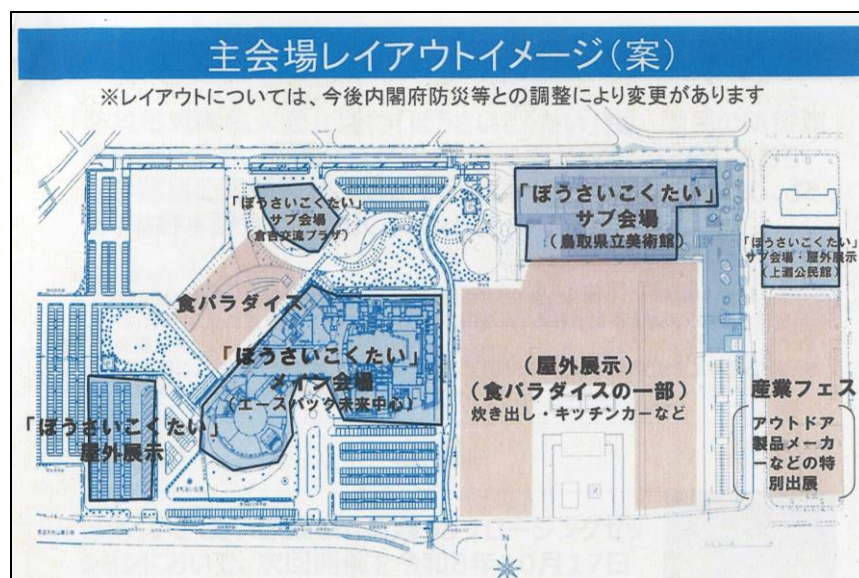 主会場レイアウトイメージ(案)
※レイアウトについては、今後内閣府防災等との調整により変更があります
「ぼうさいこくたい」
サブ会場
(倉吉交流プラザ)
「ぼうさいこくたい」
サブ会場
(鳥取県立美術館)
「ぼうさいこくたい」
サブ会場・屋外展示
(上灘公民館)
食パラダイス
「ぼうさいこくたい」
メイン会場
(エースパック未来中心)
「ぼうさいこくたい」
屋外展示
(屋外展示)
(食パラダイスの一部)
炊き出し・キッチンカーなど
産業フェス
アウトドア
製品メーカ
ーなどの特
別出展